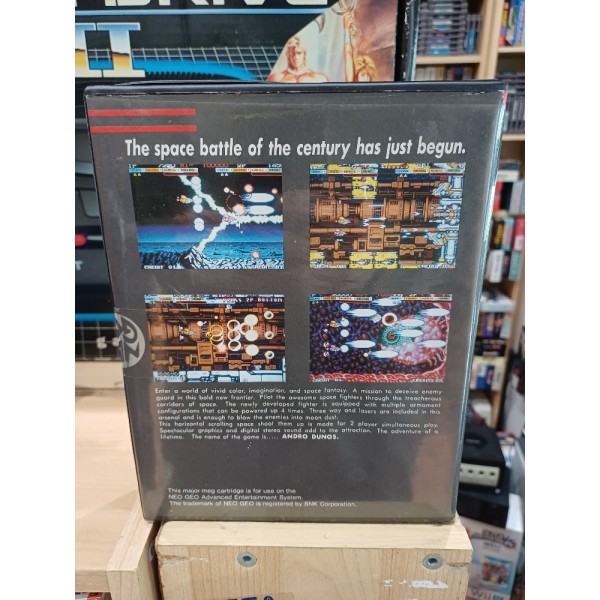 II
The space battle of the century has just begun.
Enter a world of vivid color, imagination, and space fantasy. A mission to deceive enemy
guard in this bold new frontier. Pilot the awesome space fighters through the treacherous
corridors of space. The newly developed fighter is equipped with multiple armament
configurations that can be powered up 4 times. Three way and lasers are included in this
arsenal and is enough to blow the enemies into moon dust.
This horizontal scrolling space shoot them up is made for 2 player simultaneous play.
Spectacular graphics and digital stereo sound add to the attraction. The adventure of a
lifetime. The name of the game is..... ANDRO DUNOS.
This major meg cartridge is for use on the
NEO GEO Advanced Entertainment System.
The trademark of NEO GEO is registered by SNK Corporation.